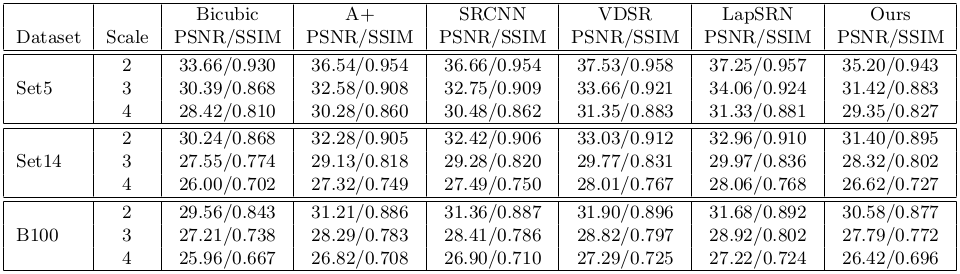 Bicubic A+ SRCNN VDSR LapSRN Ours
Dataset Scale PSNR/SSIM PSNR/SSIM PSNR/SSIM PSNR/SSIM PSNR/SSIM PSNR/SSIM
2 33.66/0.930 36.54/0.954 36.66/0.954 37.53/0.958 37.25/0.957 35.20/0.943
Set5 3 30.39/0.868 32.58/0.908 32.75/0.909 33.66/0.921 34.06/0.924 31.42/0.883
4 28.42/0.810 30.28/0.860 30.48/0.862 31.35/0.883 31.33/0.881 29.35/0.827
2 30.24/0.868 32.28/0.905 32.42/0.906 33.03/0.912 32.96/0.910 31.40/0.895
Set14 3 27.55/0.774 29.13/0.818 29.28/0.820 29.77/0.831 29.97/0.836 28.32/0.802
4 26.00/0.702 27.32/0.749 27.49/0.750 28.01/0.767 28.06/0.768 26.62/0.727
2 29.56/0.843 31.21/0.886 31.36/0.887 31.90/0.896 31.68/0.892 30.58/0.877
B100 3 27.21/0.738 28.29/0.783 28.41/0.786 28.82/0.797 28.92/0.802 27.79/0.772
4 25.96/0.667 26.82/0.708 26.90/0.710 27.29/0.725 27.22/0.724 26.42/0.696